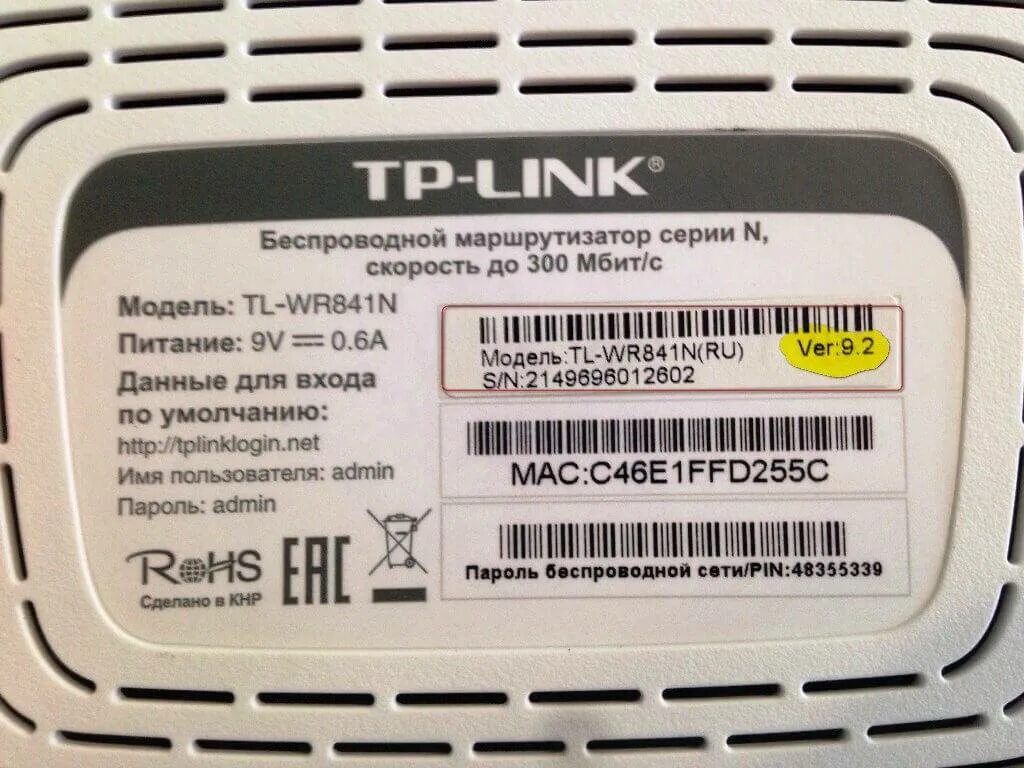 TP-LINK®
Беспроводной маршрутизатор серии N,
скорость до 300 Мбит/с
Модель: TL-WR841N
Питание: 9V ⎓ 0.6A
Данные для входа
по умолчанию:
http://tplinklogin.net
Имя пользователя: admin
Пароль: admin
RoHS
Сделано в КНР
EAC
Модель:TL-WR841N(RU)
Ver:9.2
S/N:2149696012602
MAC:C46E1FFD255C
Пароль беспроводной сети/PIN:48355339